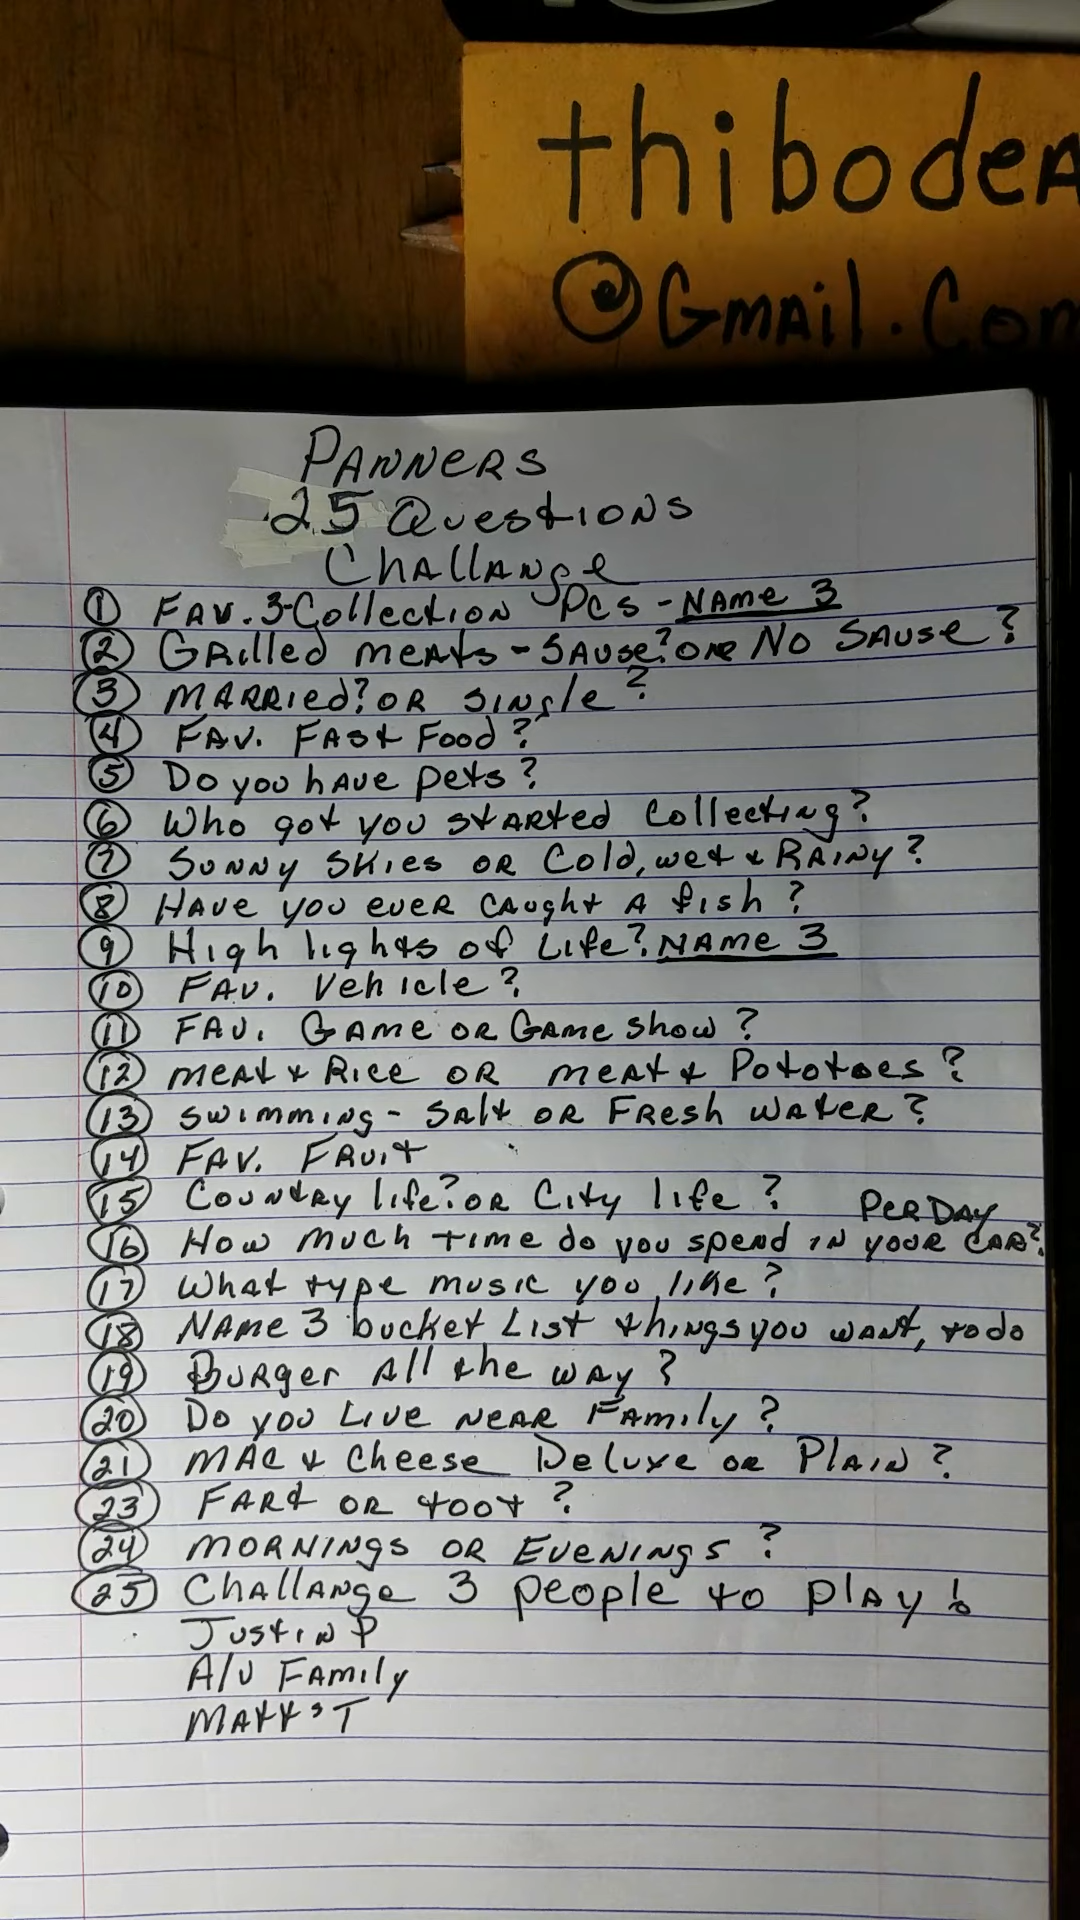 thibodeA
@Gmail.Com
PANNERS
25 Questions
Challange
1 FAV. 3-Collection Pcs - NAME 3
2 GRilled meats - SAUSE? ORE No SAUSE?
3 MARRied? OR single?
4 FAV. FAst Food?
5 Do you hAve pets?
6 Who got you stARted Collecting?
7 SUNNY SKies OR Cold, wet & RAINY?
8 HAve you eveR CAught A fish?
9 High lights of Life? NAME 3
10 FAV. Vehicle?
11 FAV. GAme OR GAme show?
12 meAt & Rice OR meAt & Pototoes?
13 swimming - SAlt OR FResh WAteR?
14 FAV. FRuit
15 Country life? OR City life?
PER DAY
16 How much time do you spend in your CAR?
17 What type music you like?
18 NAme 3 bucket List things you wAnt, to do
19 BuRger All the wAy?
20 Do you Live NeAR FAmily?
21 MAC & Cheese Deluxe or PlAin?
23 FARt OR toot?
24 MORNINgs OR EveNINgs?
25 ChAllAnge 3 people to plAy!
Justin P
A/U FAmily
MAtt T